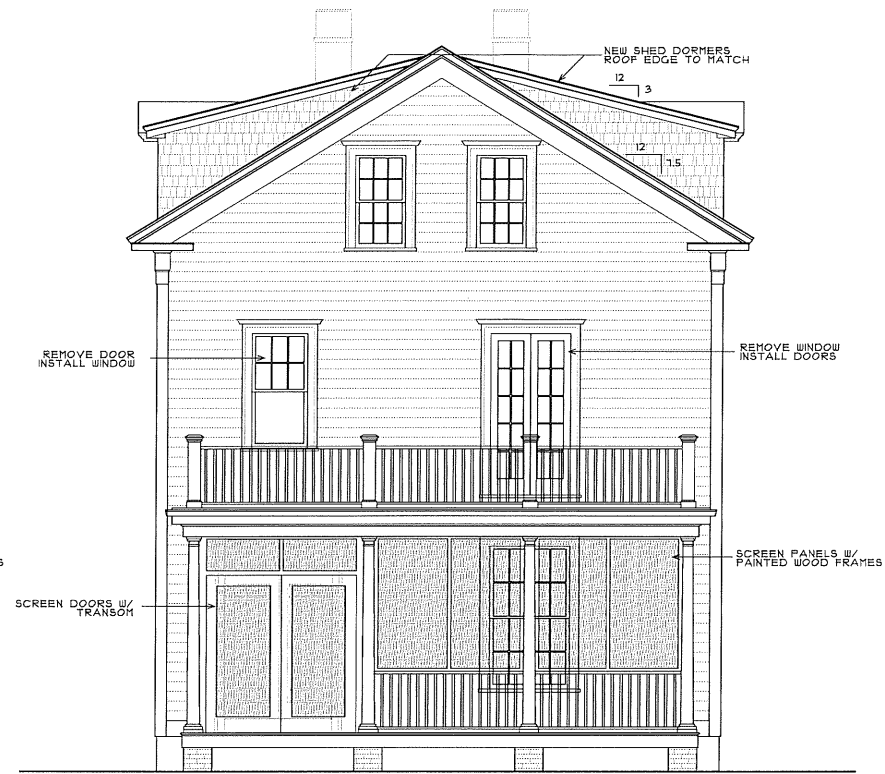 NEW SHED DORMERS
ROOF EDGE TO MATCH
12
3
12
7.5
REMOVE DOOR
INSTALL WINDOW
REMOVE WINDOW
INSTALL DOORS
S
SCREEN PANELS W/
PAINTED WOOD FRAMES
SCREEN DOORS W/
TRANSOM